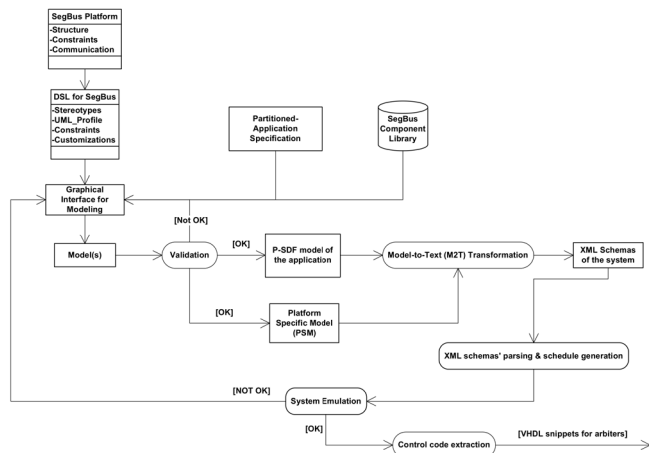 SegBus Platform
-Structure
-Constraints
-Communication
DSL for SegBus
-Stereotypes
-UML_Profile
-Constraints
-Customizations
Partitioned-
Application
Specification
SegBus
Component
Library
Graphical
Interface for
Modeling
[Not OK]
Model(s)
Validation
[OK]
P-SDF model of
the application
Model-to-Text (M2T) Transformation
XML Schemas
of the system
[OK]
Platform
Specific Model
(PSM)
XML schemas' parsing & schedule generation
[NOT OK]
System Emulation
[OK]
Control code extraction
[VHDL snippets for arbiters]